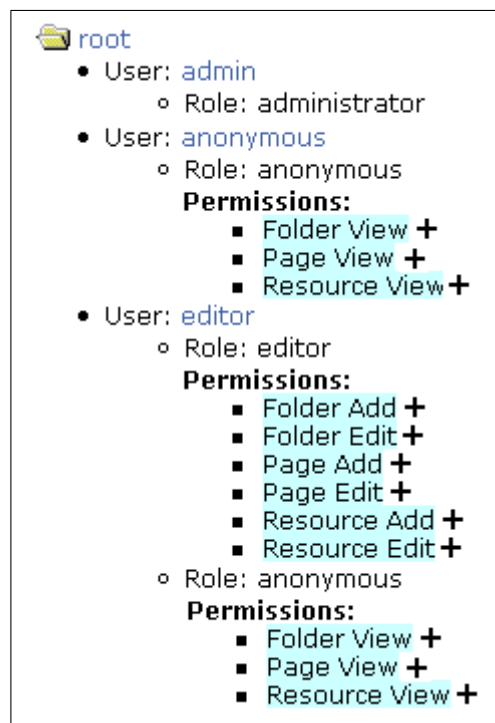 root
• User: admin
○ Role: administrator
• User: anonymous
○ Role: anonymous
Permissions:
▪ Folder View +
▪ Page View +
▪ Resource View +
• User: editor
○ Role: editor
Permissions:
▪ Folder Add +
▪ Folder Edit +
▪ Page Add +
▪ Page Edit +
▪ Resource Add +
▪ Resource Edit +
○ Role: anonymous
Permissions:
▪ Folder View +
▪ Page View +
▪ Resource View +